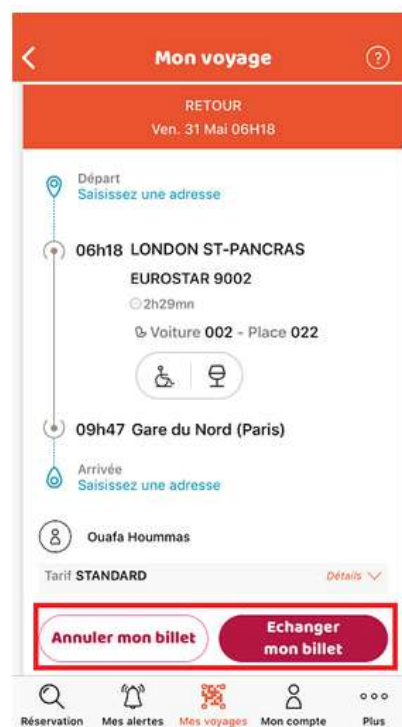 Mon voyage
?
RETOUR
Ven. 31 Mai 06H18
Départ
Saisissez une adresse
06h18 LONDON ST-PANCRAS
EUROSTAR 9002
2h29mn
Voiture 002 - Place 022
09h47 Gare du Nord (Paris)
Arrivée
Saisissez une adresse
Ouafa Hoummas
Tarif STANDARD Détails
Annuler mon billet
Echanger
mon billet
Réservation Mes alertes Mes voyages Mon compte Plus